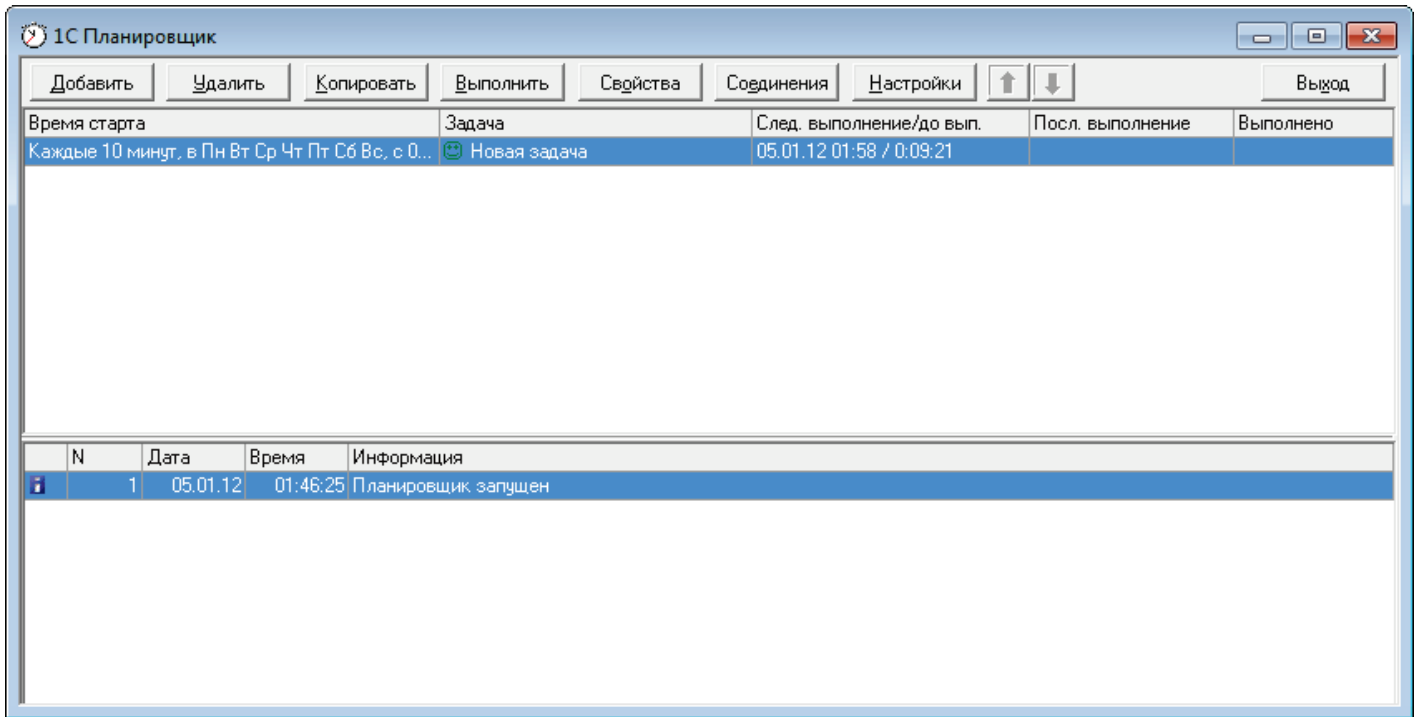 1С Планировщик
Добавить Удалить Копировать Выполнить Свойства Соединения Настройки Выход
Время старта Задача След. выполнение/до вып. Посл. выполнение Выполнено
Каждые 10 минут, в Пн Вт Ср Чт Пт Сб Вс, с 0... Новая задача 05.01.12 01:58 / 0:09:21
N Дата Время Информация
1 05.01.12 01:46:25 Планировщик запущен